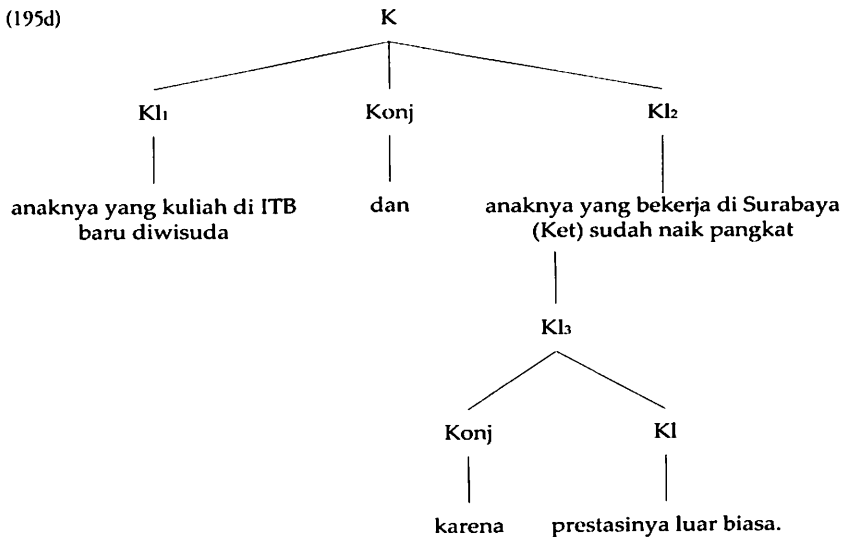 (195d)
K
Kl1 Konj Kl2
anaknya yang kuliah di ITB dan anaknya yang bekerja di Surabaya
baru diwisuda (Ket) sudah naik pangkat
Kl3
Konj Kl
karena prestasinya luar biasa.